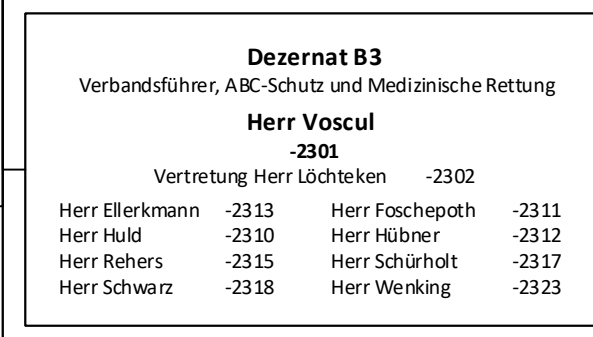 Dezernat B3
Verbandsführer, ABC-Schutz und Medizinische Rettung
Herr Voscul
-2301
Vertretung Herr Löchteken -2302
Herr Ellerkmann -2313 Herr Foschepoth -2311
Herr Huld -2310 Herr Hübner -2312
Herr Rehers -2315 Herr Schürholt -2317
Herr Schwarz -2318 Herr Wenking -2323